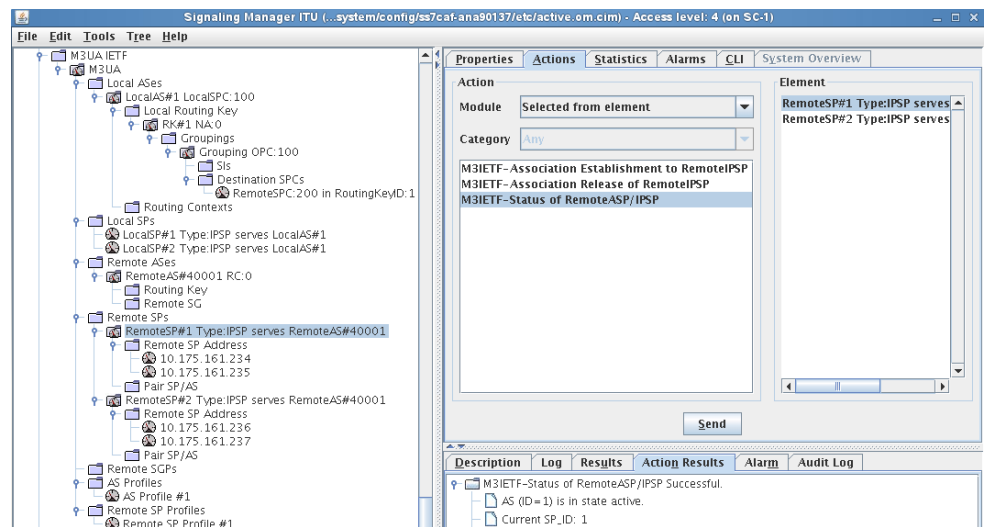 Signaling Manager ITU (...system/config/ss7caf-ana90137/etc/active.om.cim) - Access level: 4 (on SC-1)
File Edit Tools Tree Help
M3UA IETF
M3UA
Local ASes
LocalAS#1 LocalSPC:100
Local Routing Key
RK#1 NA:0
Groupings
Grouping OPC:100
SIs
Destination SPCs
RemoteSPC:200 in RoutingKeyID:1
Routing Contexts
Local SPs
LocalSP#1 Type:IPSP serves LocalAS#1
LocalSP#2 Type:IPSP serves LocalAS#1
Remote ASes
RemoteAS#40001 RC:0
Routing Key
Remote SG
Remote SPs
RemoteSP#1 Type:IPSP serves RemoteAS#40001
Remote SP Address
10.175.161.234
10.175.161.235
Pair SP/AS
RemoteSP#2 Type:IPSP serves RemoteAS#40001
Remote SP Address
10.175.161.236
10.175.161.237
Pair SP/AS
Remote SGPs
AS Profiles
AS Profile #1
Remote SP Profiles
Remote SP Profile #1
Properties Actions Statistics Alarms CLI System Overview
Action
Module Selected from element
Category Any
M3IETF-Association Establishment to RemoteIPSP
M3IETF-Association Release of RemoteIPSP
M3IETF-Status of RemoteASP/IPSP
Element
RemoteSP#1 Type:IPSP serves
RemoteSP#2 Type:IPSP serves
Send
Description Log Results Action Results Alarm Audit Log
M3IETF-Status of RemoteASP/IPSP Successful.
AS (ID=1) is in state active.
Current SP_ID: 1